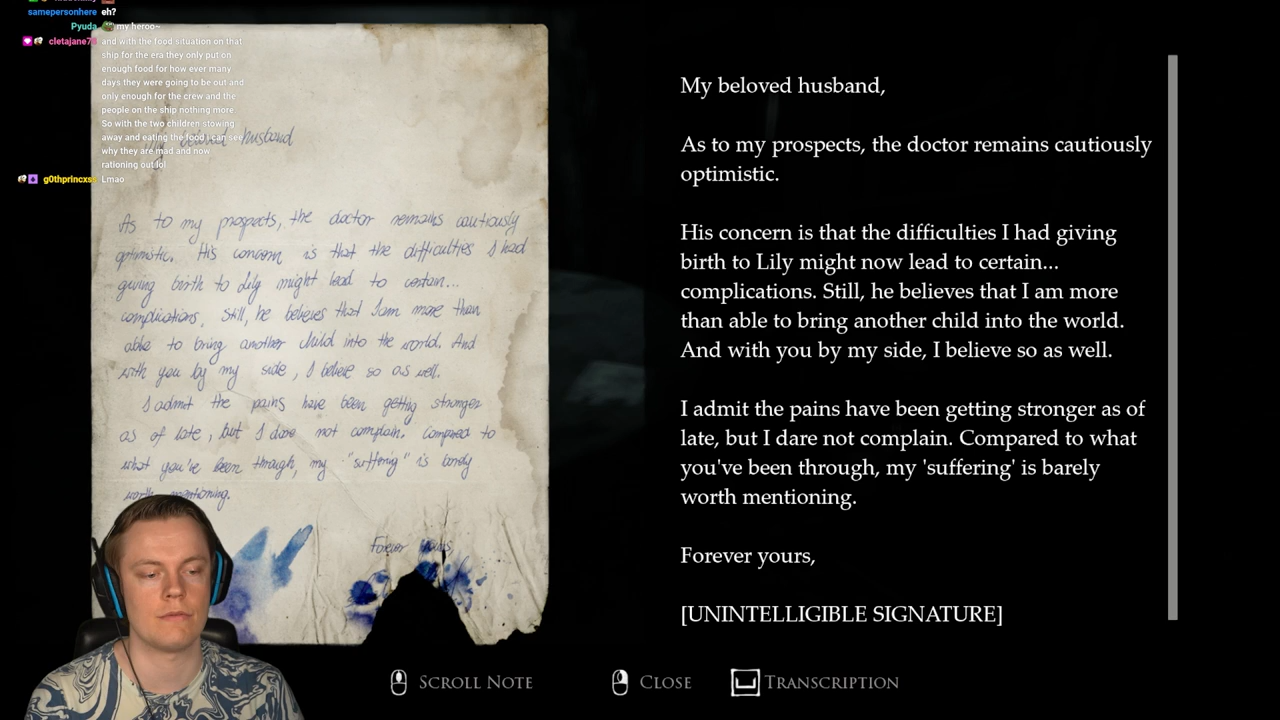 samepersonhere eh?
Pyuda my heroo~
cletajane7 and with the food situation on that
ship for the era they only put on
enough food for how ever many
days they were going to be out and
only enough for the crew and the
people on the ship nothing more.
So with the two children stowing
away and eating the food i can see
why they are mad and now
rationing out lol
g0thprincxss Lmao
beloved husband
As to my prospects, the doctor remains cautiously
optimistic. His concern is that the difficulties I had
giving birth to Lily might lead to certain...
complications. Still, he believes that I am more than
able to bring another child into the world. And
with you by my side, I believe so as well.
I admit the pains have been getting stronger
as of late, but I dare not complain. Compared to
what you've been through, my "suffering" is barely
worth mentioning.
Forever yours,
My beloved husband,
As to my prospects, the doctor remains cautiously
optimistic.
His concern is that the difficulties I had giving
birth to Lily might now lead to certain...
complications. Still, he believes that I am more
than able to bring another child into the world.
And with you by my side, I believe so as well.
I admit the pains have been getting stronger as of
late, but I dare not complain. Compared to what
you've been through, my 'suffering' is barely
worth mentioning.
Forever yours,
[UNINTELLIGIBLE SIGNATURE]
SCROLL NOTE
CLOSE
TRANSCRIPTION